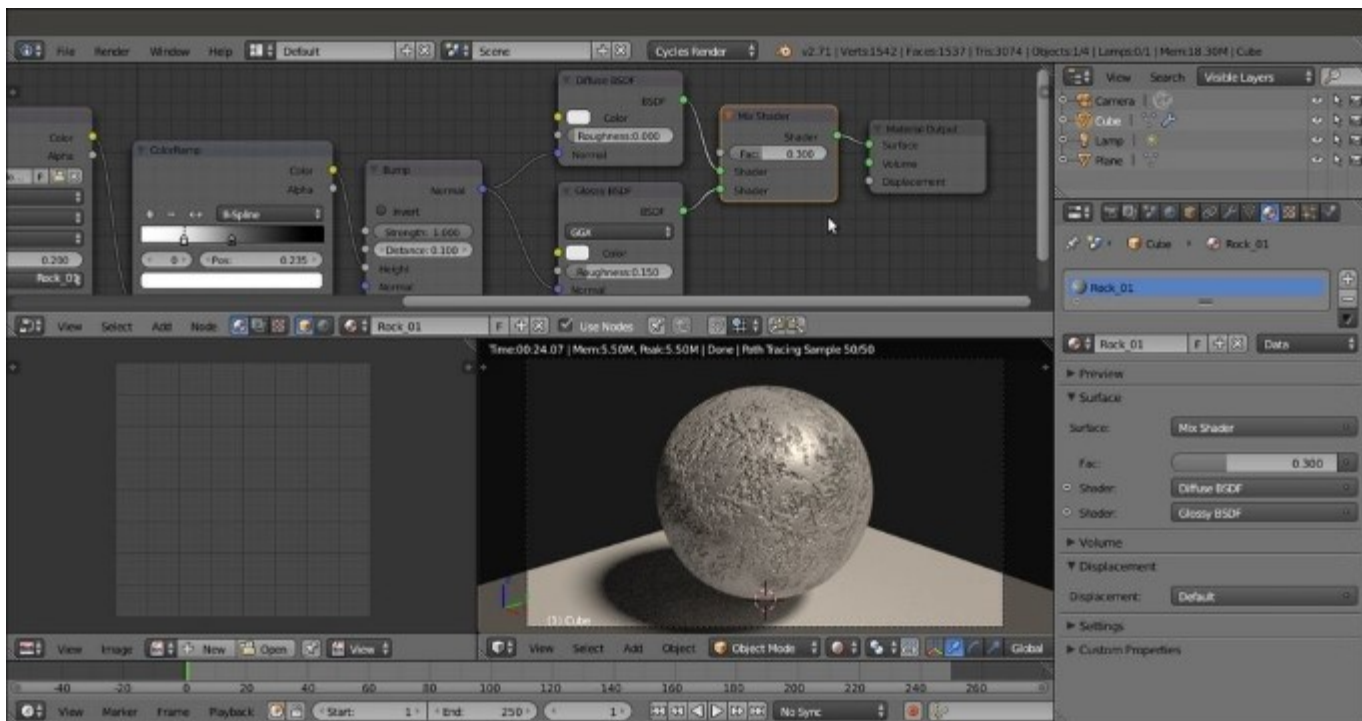 File Render Window Help Default Scene Cycles Render v2.71 | Verts:1542 | Faces:1537 | Tris:3074 | Objects:1/4 | Lamps:0/1 | Mem:18.30M | Cube
View Search Visible Layers
Camera
Cube
Lamp
Plane
Color
Alpha
F
0.200
Rock_01
ColorRamp
Color
Alpha
B-Spline
0 Pos: 0.235
Bump
Normal
Invert
Strength: 1.000
Distance: 0.100
Height
Normal
Diffuse BSDF
BSDF
Color
Roughness:0.000
Normal
Glossy BSDF
BSDF
GGX
Color
Roughness:0.150
Normal
Mix Shader
Shader
Fac: 0.300
Shader
Shader
Material Output
Surface
Volume
Displacement
View Select Add Node Rock_01 F Use Nodes
Cube Rock_01
Rock_01
Rock_01 F Data
Preview
Surface
Surface: Mix Shader
Fac: 0.300
Shader: Diffuse BSDF
Shader: Glossy BSDF
Volume
Displacement
Displacement: Default
Settings
Custom Properties
Time:00:24.07 | Mem:5.50M, Peak:5.50M | Done | Path Tracing Sample 50/50
(1) Cube
View Image New Open View
View Select Add Object Object Mode Global
-40 -20 0 20 40 60 80 100 120 140 160 180 200 220 240 260
View Marker Frame Playback Start: 1 End: 250 1 No Sync